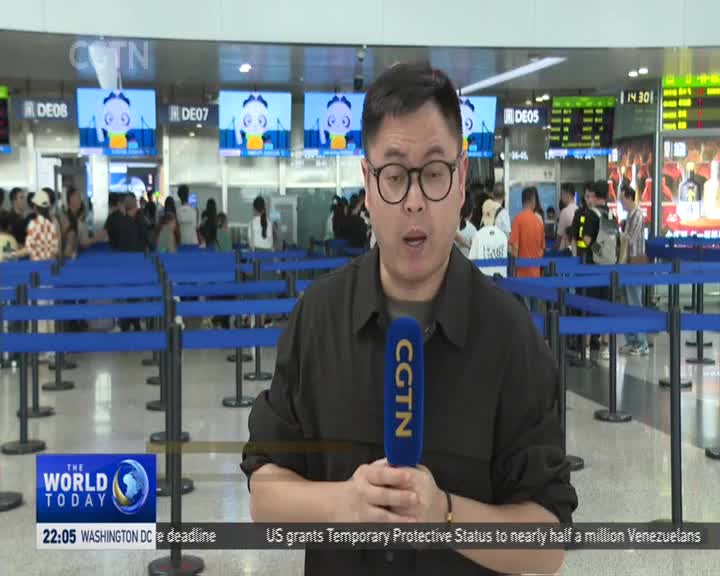 CGTN
DE08
DE07
DE05
14:30
CGTN
THE
WORLD
TODAY
22:05 WASHINGTON DC
re deadline US grants Temporary Protective Status to nearly half a million Venezuelans